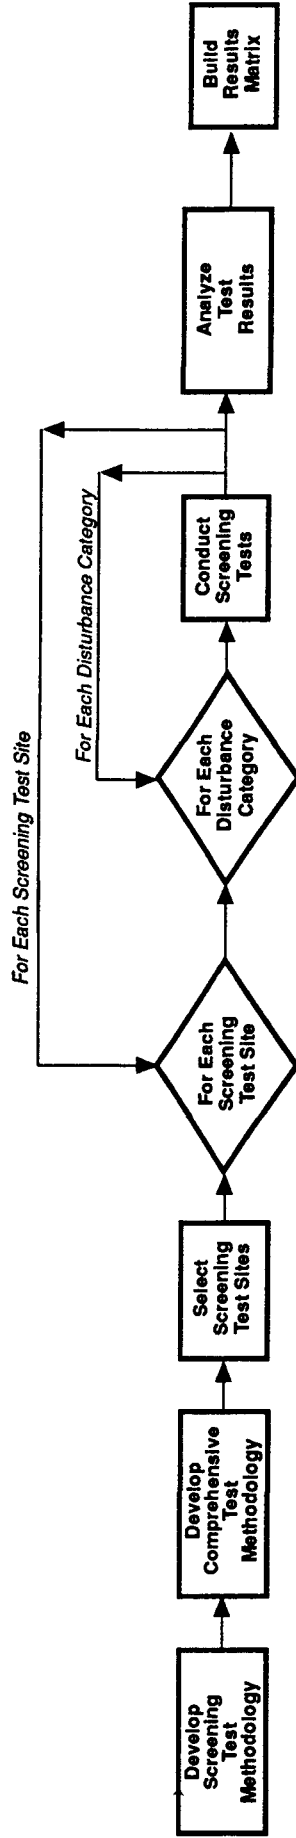 Develop
Screening
Test
Methodology
Develop
Comprehensive
Test
Methodology
Select
Screening
Test Sites
For Each
Screening
Test Site
For Each
Disturbance
Category
Conduct
Screening
Tests
Analyze
Test
Results
Build
Results
Matrix
For Each Screening Test Site
For Each Disturbance Category